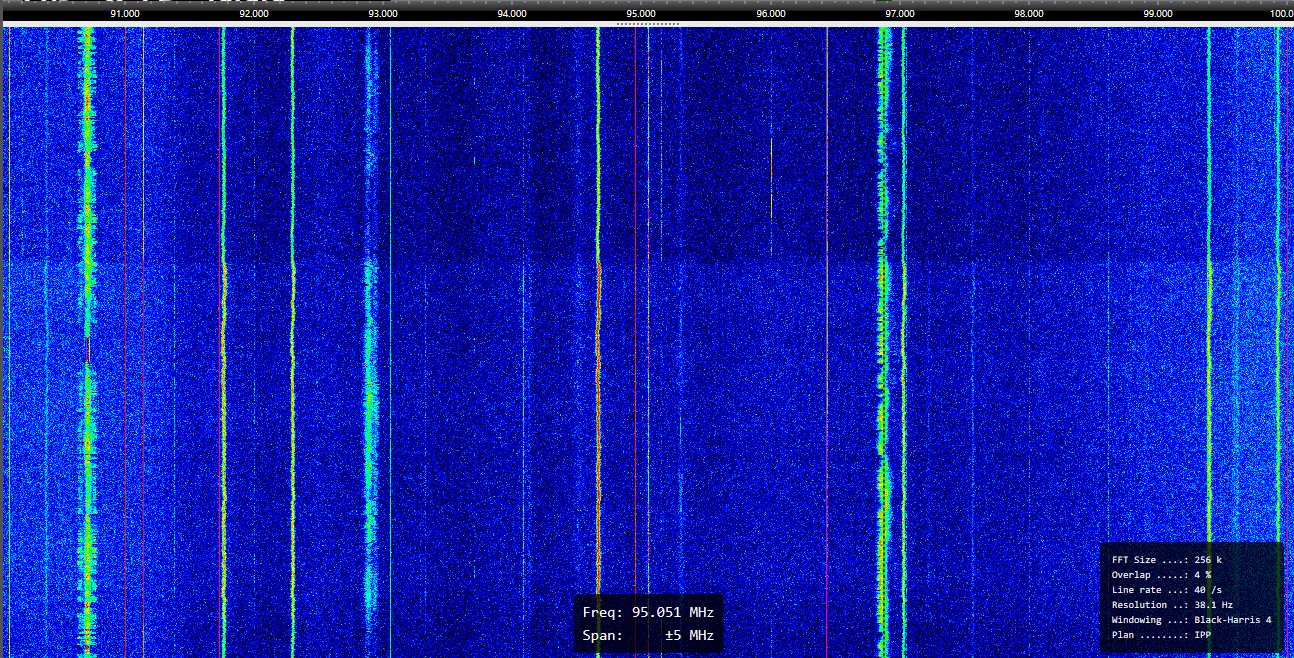 91.000 92.000 93.000 94.000 95.000 96.000 97.000 98.000 99.000 100.0
FFT Size ....: 256 k
Overlap .....: 4 %
Line rate ...: 40 /s
Resolution ..: 38.1 Hz
Windowing ...: Black-Harris 4
Plan ........: IPP
Freq: 95.051 MHz
Span: ±5 MHz